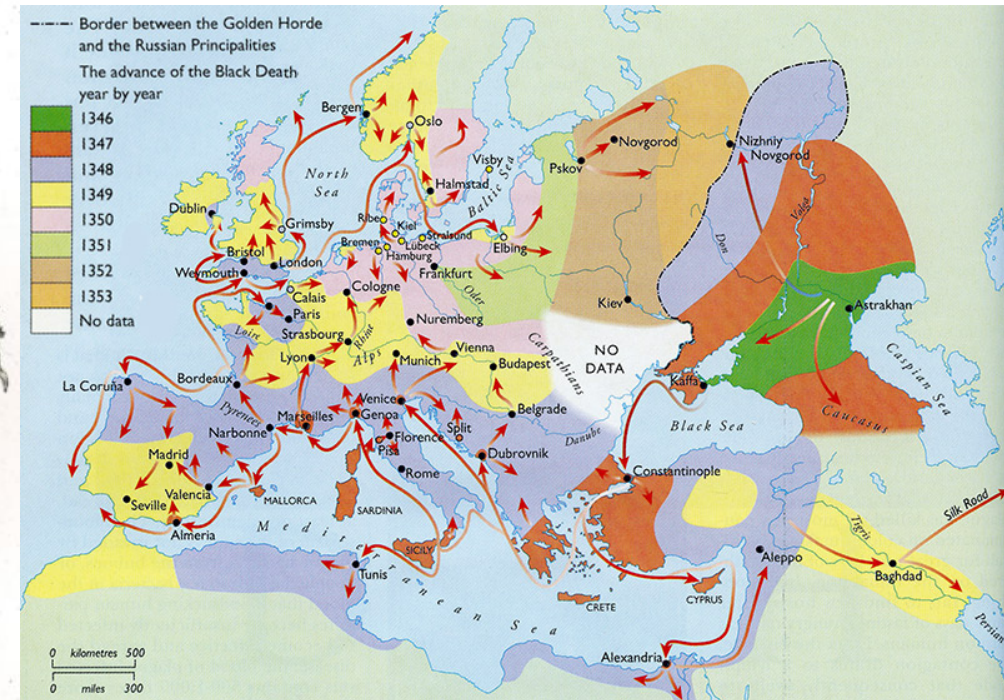 Border between the Golden Horde
and the Russian Principalities
The advance of the Black Death
year by year
1346
1347
1348
1349
1350
1351
1352
1353
No data
Bergen
Oslo
Novgorod
Nizhniy
Novgorod
Pskov
Visby
North
Sea
Baltic Sea
Halmstad
Volga
Dublin
Grimsby
Ribe
Kiel
Stralsund
Don
Bristol
Bremen
Lübeck
Elbing
London
Hamburg
Weymouth
Frankfurt
Calais
Cologne
Oder
Kiev
Astrakhan
Paris
Loire
Strasbourg
Rhine
Nuremberg
Carpathians
NO
DATA
Lyon
Alps
Munich
Vienna
Budapest
Caspian Sea
La Coruña
Bordeaux
Kaffa
Venice
Belgrade
Caucasus
Pyrenees
Marseilles
Genoa
Black Sea
Narbonne
Florence
Split
Danube
Pisa
Madrid
Dubrovnik
Rome
Constantinople
Valencia
MALLORCA
Seville
SARDINIA
Silk Road
Almeria
Mediterranean Sea
Tigris
SICILY
Aleppo
Tunis
Baghdad
CYPRUS
CRETE
Persian
Alexandria
0 kilometres 500
0 miles 300